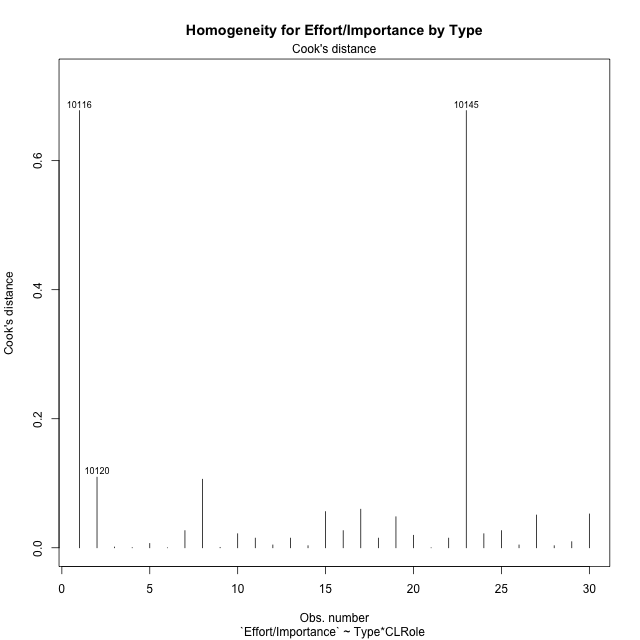 Homogeneity for Effort/Importance by Type
Cook's distance
10116
10145
10120
Cook's distance
0.6
0.4
0.2
0.0
0 5 10 15 20 25 30
Obs. number
`Effort/Importance` ~ Type*CLRole